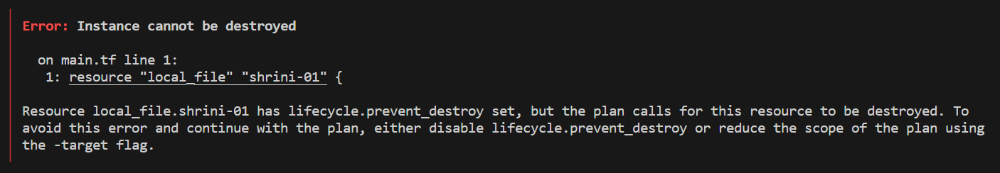 Error: Instance cannot be destroyed
on main.tf line 1:
1: resource "local_file" "shrini-01" {
Resource local_file.shrini-01 has lifecycle.prevent_destroy set, but the plan calls for this resource to be destroyed. To
avoid this error and continue with the plan, either disable lifecycle.prevent_destroy or reduce the scope of the plan using
the -target flag.